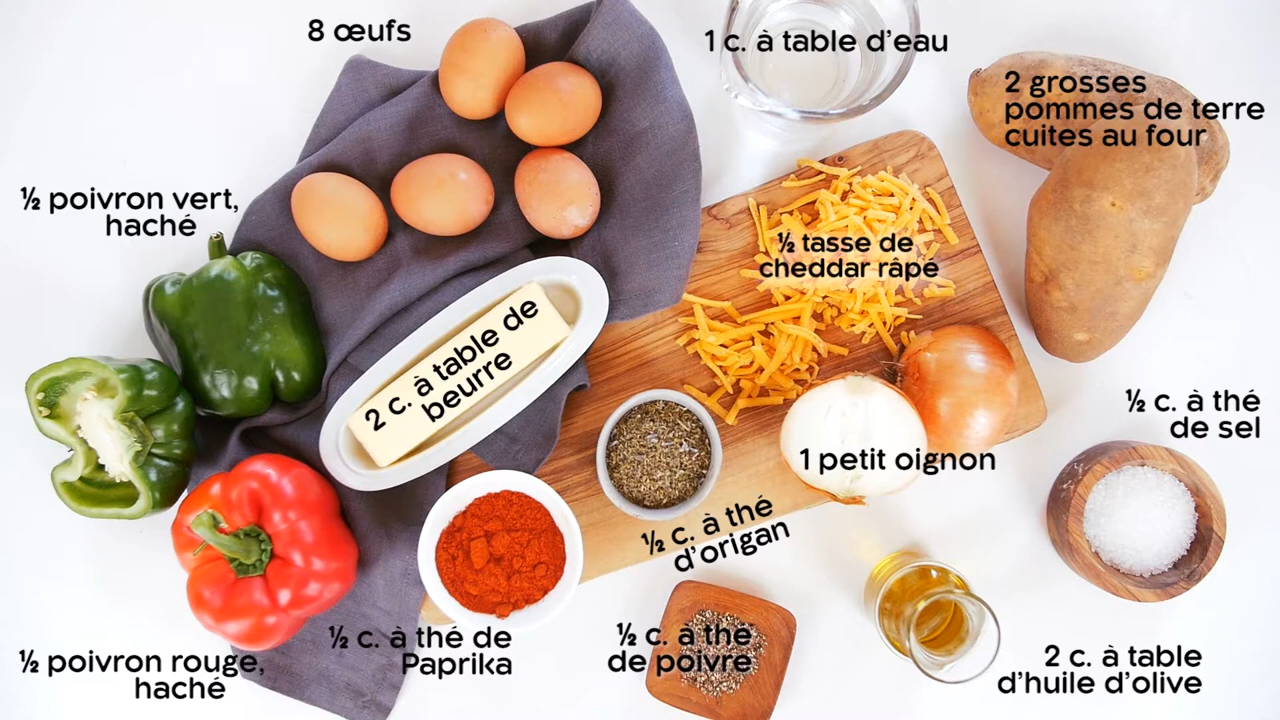 8 œufs
1 c. à table d'eau
2 grosses
pommes de terre
cuites au four
½ poivron vert,
haché
½ tasse de
cheddar râpé
2 c. à table de
beurre
½ c. à thé
de sel
1 petit oignon
½ c. à thé
d'origan
½ c. à thé de
Paprika
½ c. à thé
de poivre
½ poivron rouge,
haché
2 c. à table
d'huile d'olive